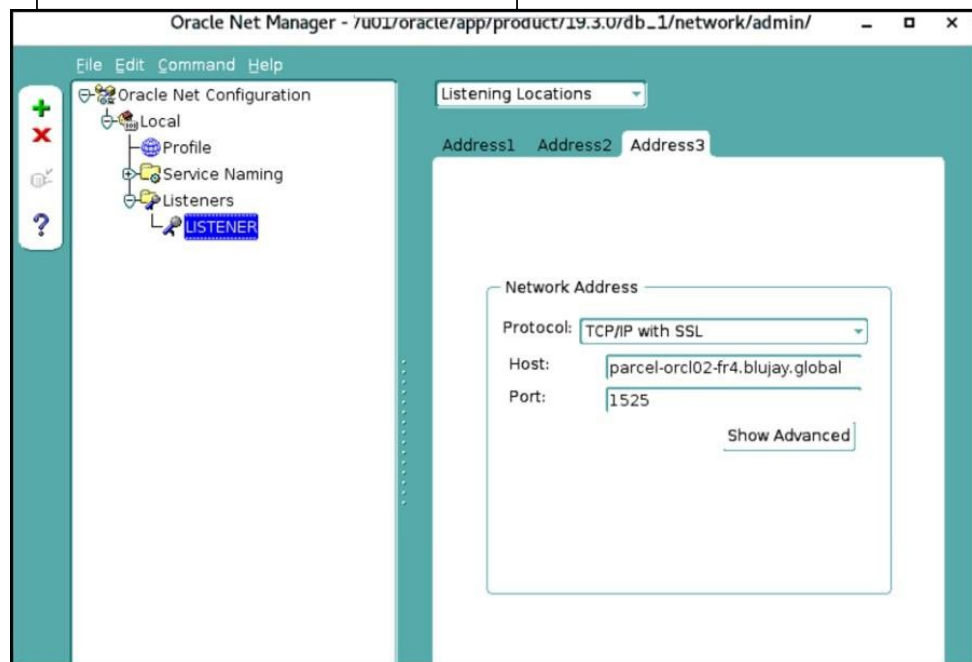 Oracle Net Manager - /u01/oracle/app/product/19.3.0/db_1/network/admin/
File Edit Command Help
Oracle Net Configuration
Local
Profile
Service Naming
Listeners
LISTENER
Listening Locations
Address1 Address2 Address3
Network Address
Protocol: TCP/IP with SSL
Host: parcel-orcl02-fr4.blujay.global
Port: 1525
Show Advanced